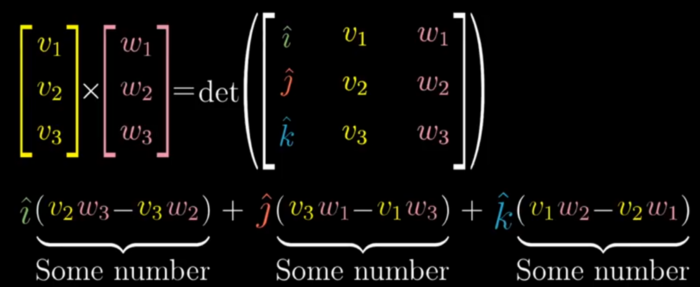 [v₁ v₂ v₃] × [w₁ w₂ w₃] = det([î v₁ w₁; ĵ v₂ w₂; k̂ v₃ w₃])
î(v₂w₃−v₃w₂) + ĵ(v₃w₁−v₁w₃) + k̂(v₁w₂−v₂w₁)
Some number Some number Some number